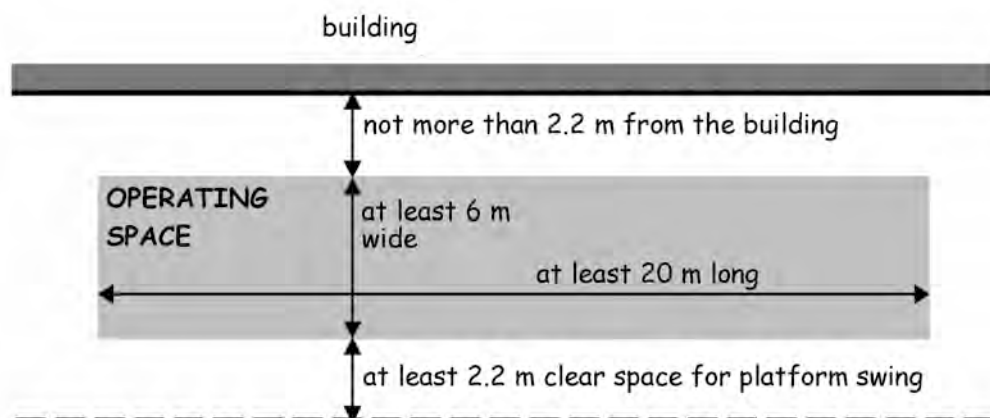 building
not more than 2.2 m from the building
OPERATING
SPACE
at least 6 m
wide
at least 20 m long
at least 2.2 m clear space for platform swing